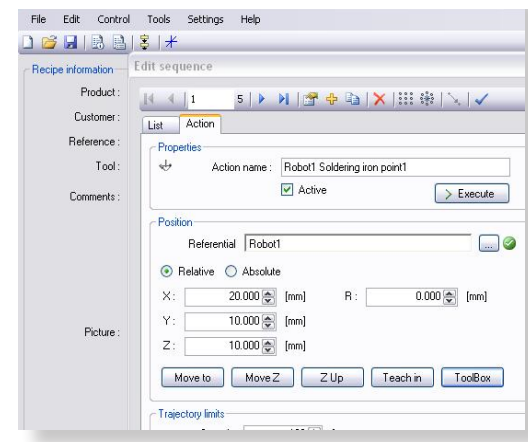 File Edit Control Tools Settings Help
Recipe information
Edit sequence
Product :
Customer :
Reference :
Tool :
Comments :
Picture :
1 5
List Action
Properties
Action name : Robot1 Soldering iron point1
Active
> Execute
Position
Referential Robot1 ...
Relative Absolute
X : 20.000 [mm] R : 0.000 [mm]
Y : 10.000 [mm]
Z : 10.000 [mm]
Move to Move Z Z Up Teach in ToolBox
Trajectory limits